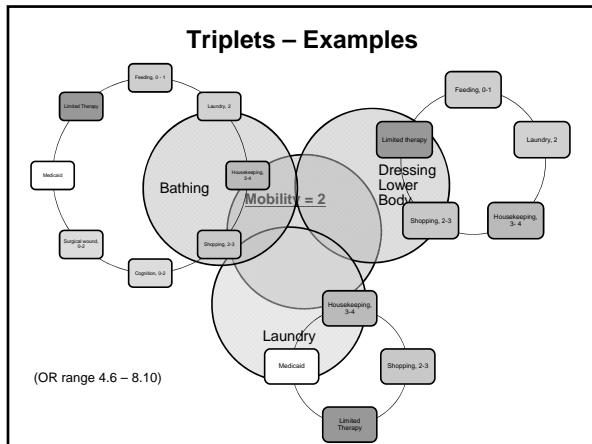 Triplets – Examples
Feeding, 0 - 1
Limited Therapy
Laundry, 2
Medicaid
Housekeeping,
3-4
Surgical wound,
0-2
Shopping, 2-3
Cognition, 0-2
Bathing
Mobility = 2
Feeding, 0-1
Limited therapy
Laundry, 2
Dressing
Lower
Body
Shopping, 2-3
Housekeeping,
3- 4
Housekeeping,
3-4
Laundry
Medicaid
Shopping, 2-3
Limited
Therapy
(OR range 4.6 – 8.10)